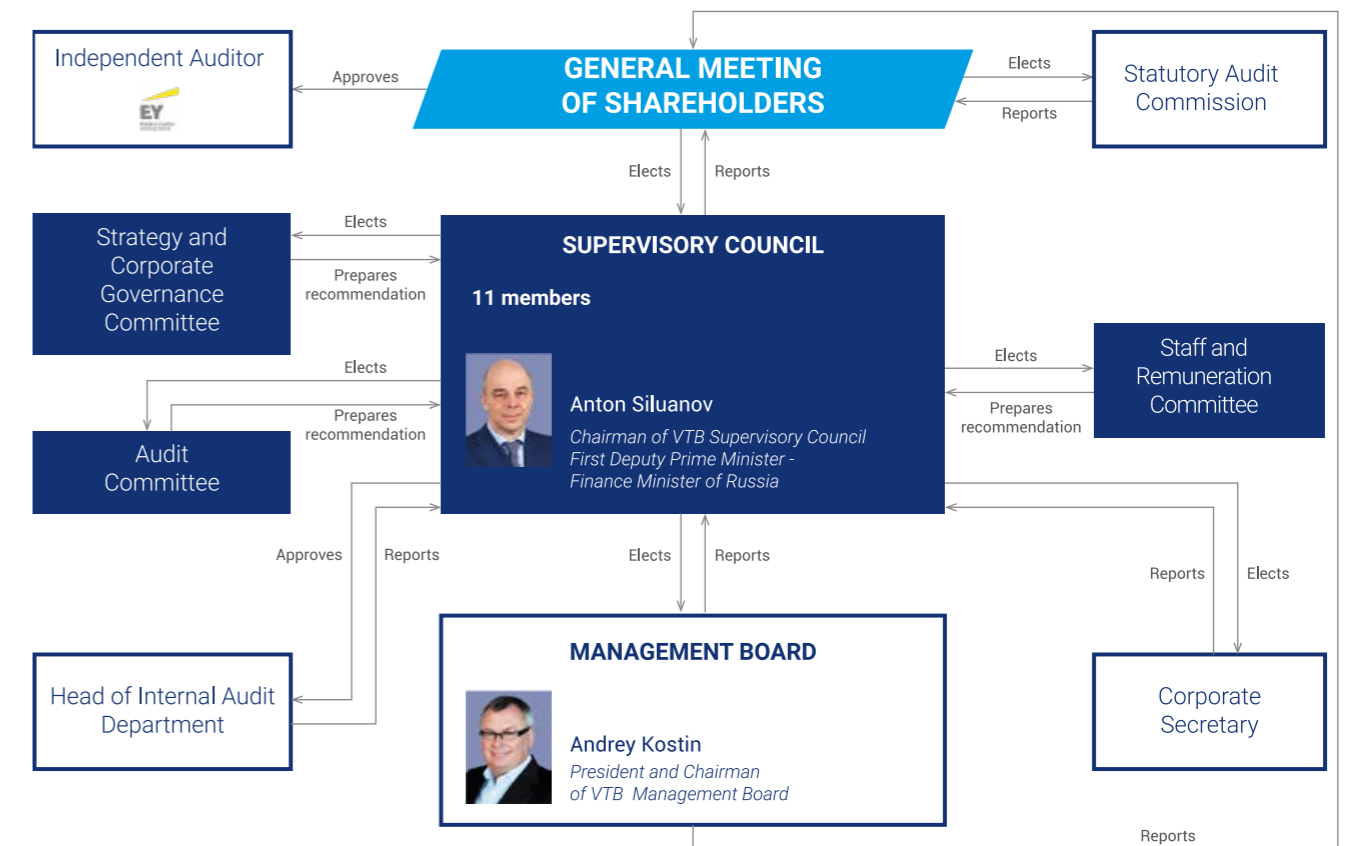 Independent Auditor
EY
Approves
GENERAL MEETING
OF SHAREHOLDERS
Elects
Reports
Statutory Audit
Commission
Elects
Reports
Strategy and
Corporate
Governance
Committee
Elects
Prepares
recommendation
SUPERVISORY COUNCIL
11 members
Anton Siluanov
Chairman of VTB Supervisory Council
First Deputy Prime Minister -
Finance Minister of Russia
Elects
Prepares
recommendation
Staff and
Remuneration
Committee
Elects
Prepares
recommendation
Audit
Committee
Approves
Reports
Elects
Reports
Reports
Elects
Head of Internal Audit
Department
MANAGEMENT BOARD
Andrey Kostin
President and Chairman
of VTB Management Board
Corporate
Secretary
Reports